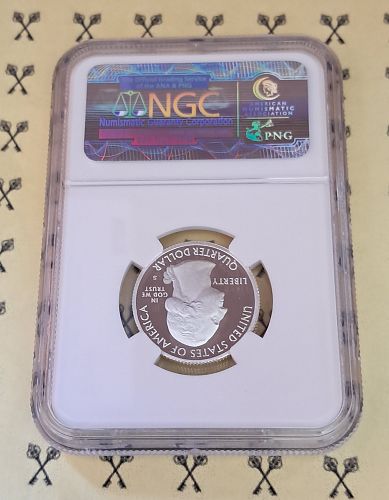 The Official Grading Service
of the ANA & PNG
NGC
Numismatic Guaranty Corporation
AMERICAN
NUMISMATIC
ASSOCIATION
PNG
UNITED STATES OF AMERICA
LIBERTY
IN
GOD WE
TRUST
S
QUARTER DOLLAR